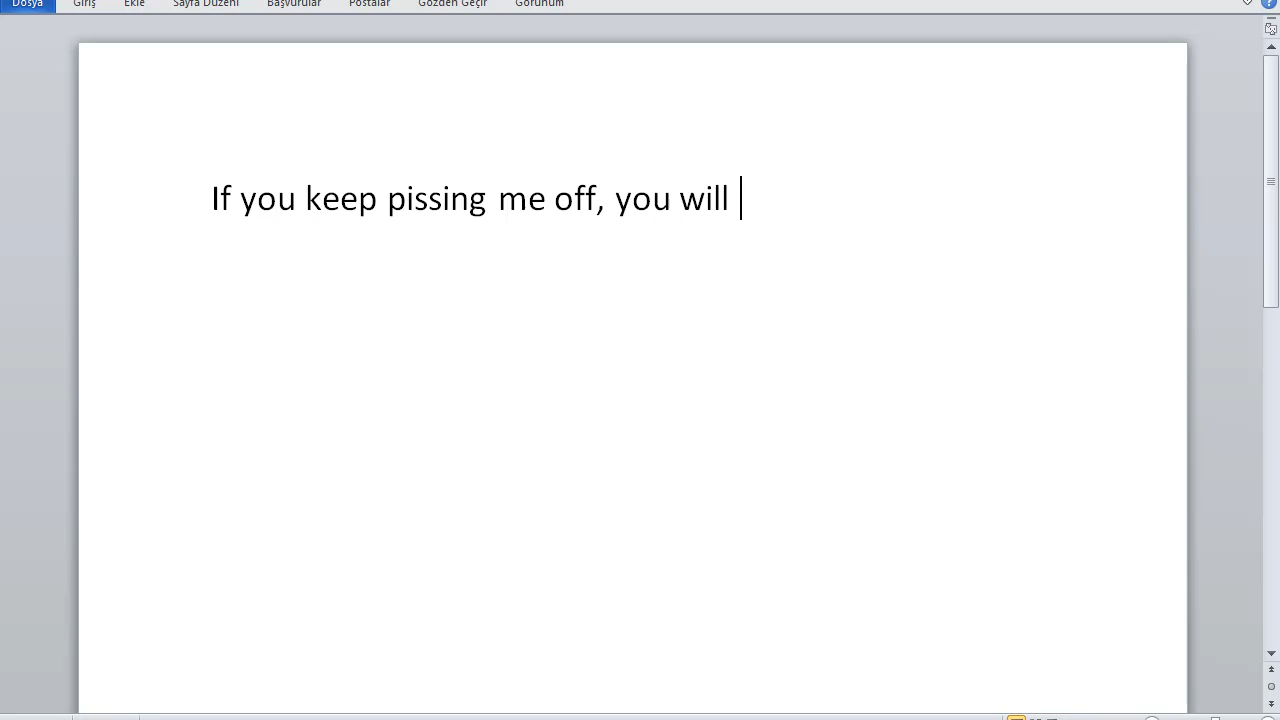 Dosya Giriş Ekle Sayfa Düzeni Başvurular Postalar Gözden Geçir Görünüm
If you keep pissing me off, you will